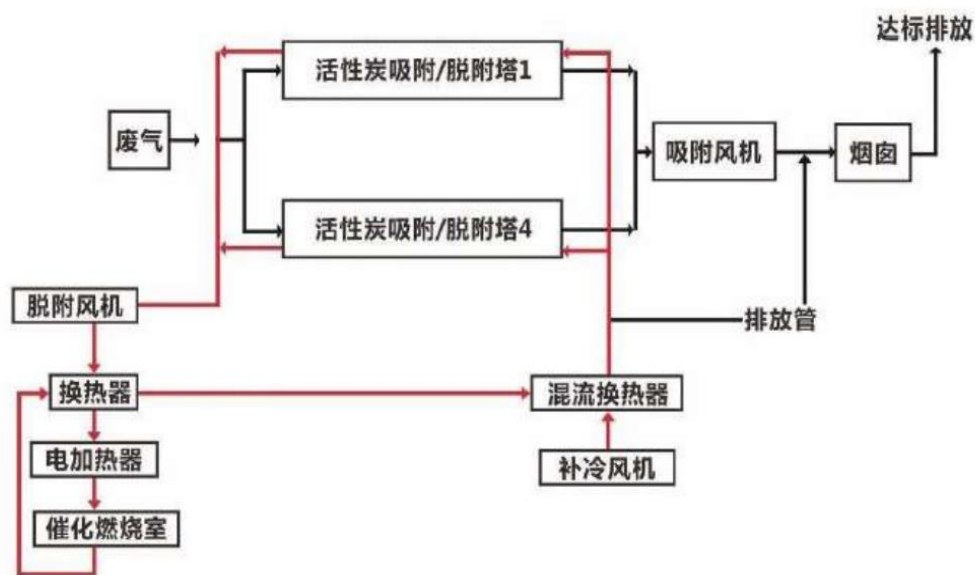 达标排放
活性炭吸附/脱附塔1
废气
吸附风机
烟囱
活性炭吸附/脱附塔4
脱附风机
排放管
换热器
混流换热器
电加热器
补冷风机
催化燃烧室